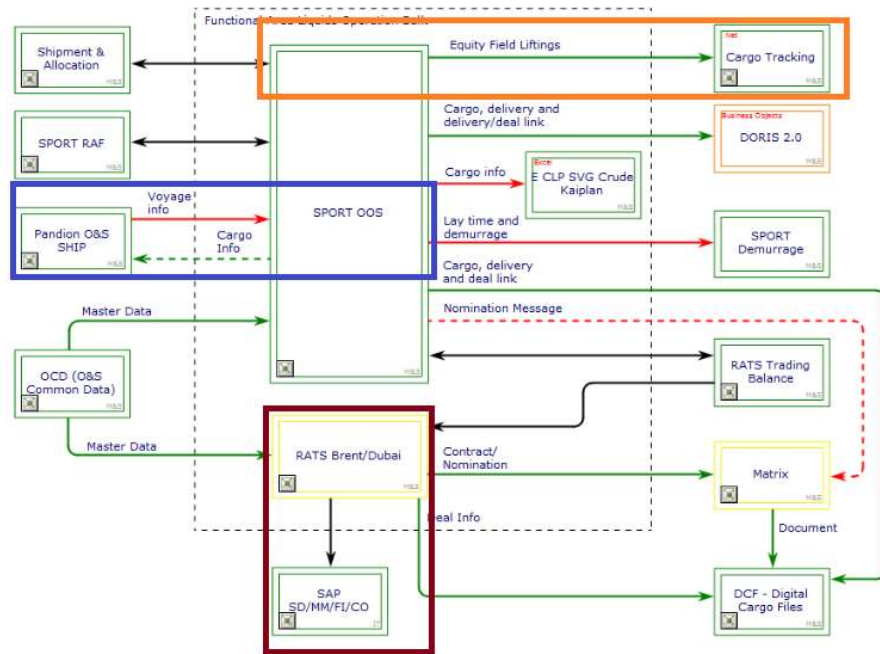 Functional Area Liquids Operation
Shipment &
Allocation
M&S
Equity Field Liftings
.Net
Cargo Tracking
M&S
SPORT RAF
M&S
Cargo, delivery and
delivery/deal link
Business Objects
DORIS 2.0
M&S
Cargo info
Excel
E CLP SVG Crude
Kaiplan
M&S
Voyage
info
SPORT OOS
M&S
Pandion O&S
SHIP
M&S
Cargo
Info
Lay time and
demurrage
SPORT
Demurrage
M&S
Cargo, delivery
and deal link
Master Data
Nomination Message
OCD (O&S
Common Data)
M&S
RATS Trading
Balance
M&S
Master Data
RATS Brent/Dubai
M&S
Contract/
Nomination
Matrix
M&S
Deal Info
Document
SAP
SD/MM/FI/CO
IT
DCF - Digital
Cargo Files
M&S